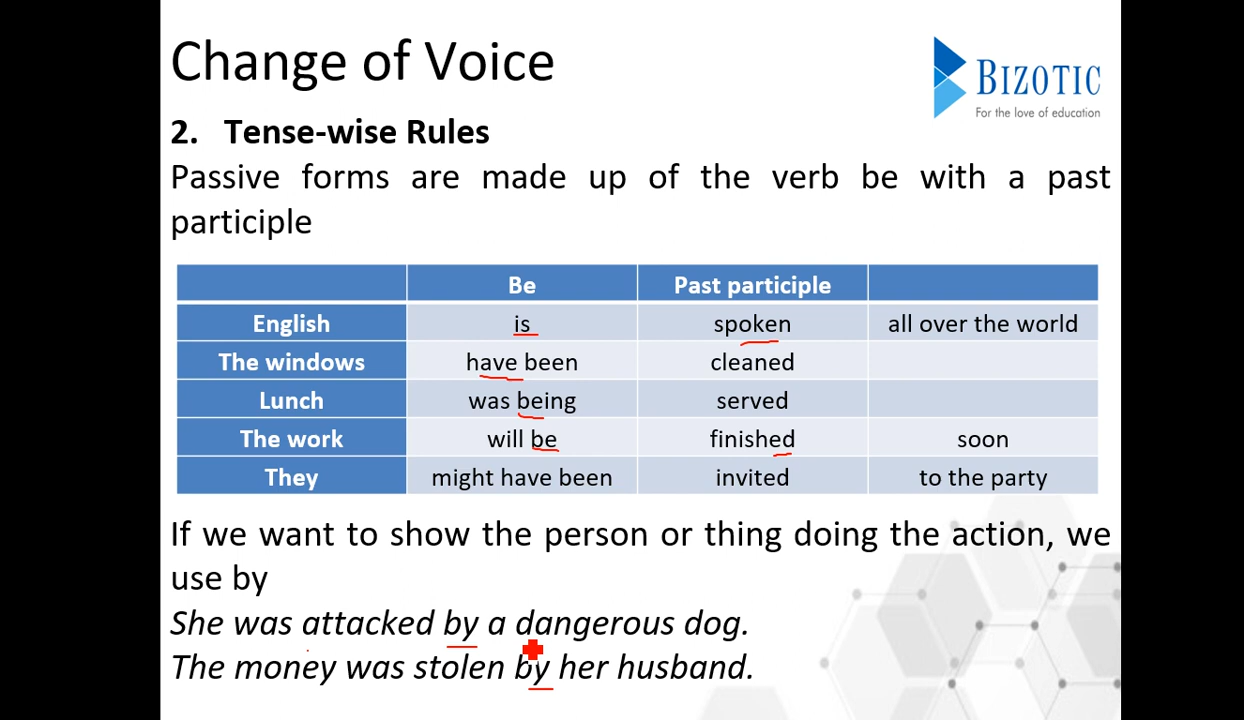 Change of Voice
BIZOTIC
For the love of education
2. Tense-wise Rules
Passive forms are made up of the verb be with a past
participle
Be Past participle
English is spoken all over the world
The windows have been cleaned
Lunch was being served
The work will be finished soon
They might have been invited to the party
If we want to show the person or thing doing the action, we
use by
She was attacked by a dangerous dog.
The money was stolen by her husband.